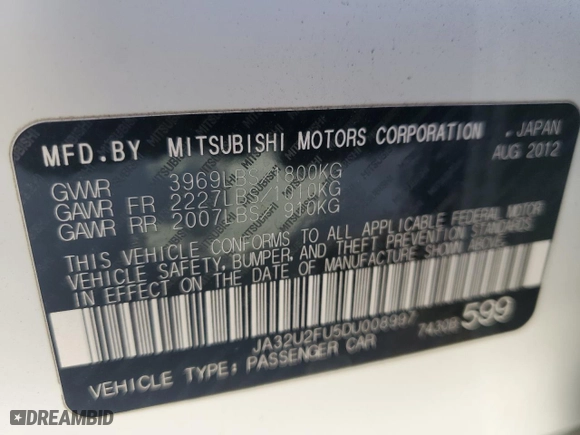 MFD.BY MITSUBISHI MOTORS CORPORATION, JAPAN
AUG 2012
GVWR 3969LBS 1800KG
GAWR FR 2227LBS 1010KG
GAWR RR 2007LBS 910KG
THIS VEHICLE CONFORMS TO ALL APPLICABLE FEDERAL MOTOR
VEHICLE SAFETY, BUMPER, AND THEFT PREVENTION STANDARDS
IN EFFECT ON THE DATE OF MANUFACTURE SHOWN ABOVE.
JA32U2FU5DU008997 7430B 599
VEHICLE TYPE: PASSENGER CAR
DREAMBID